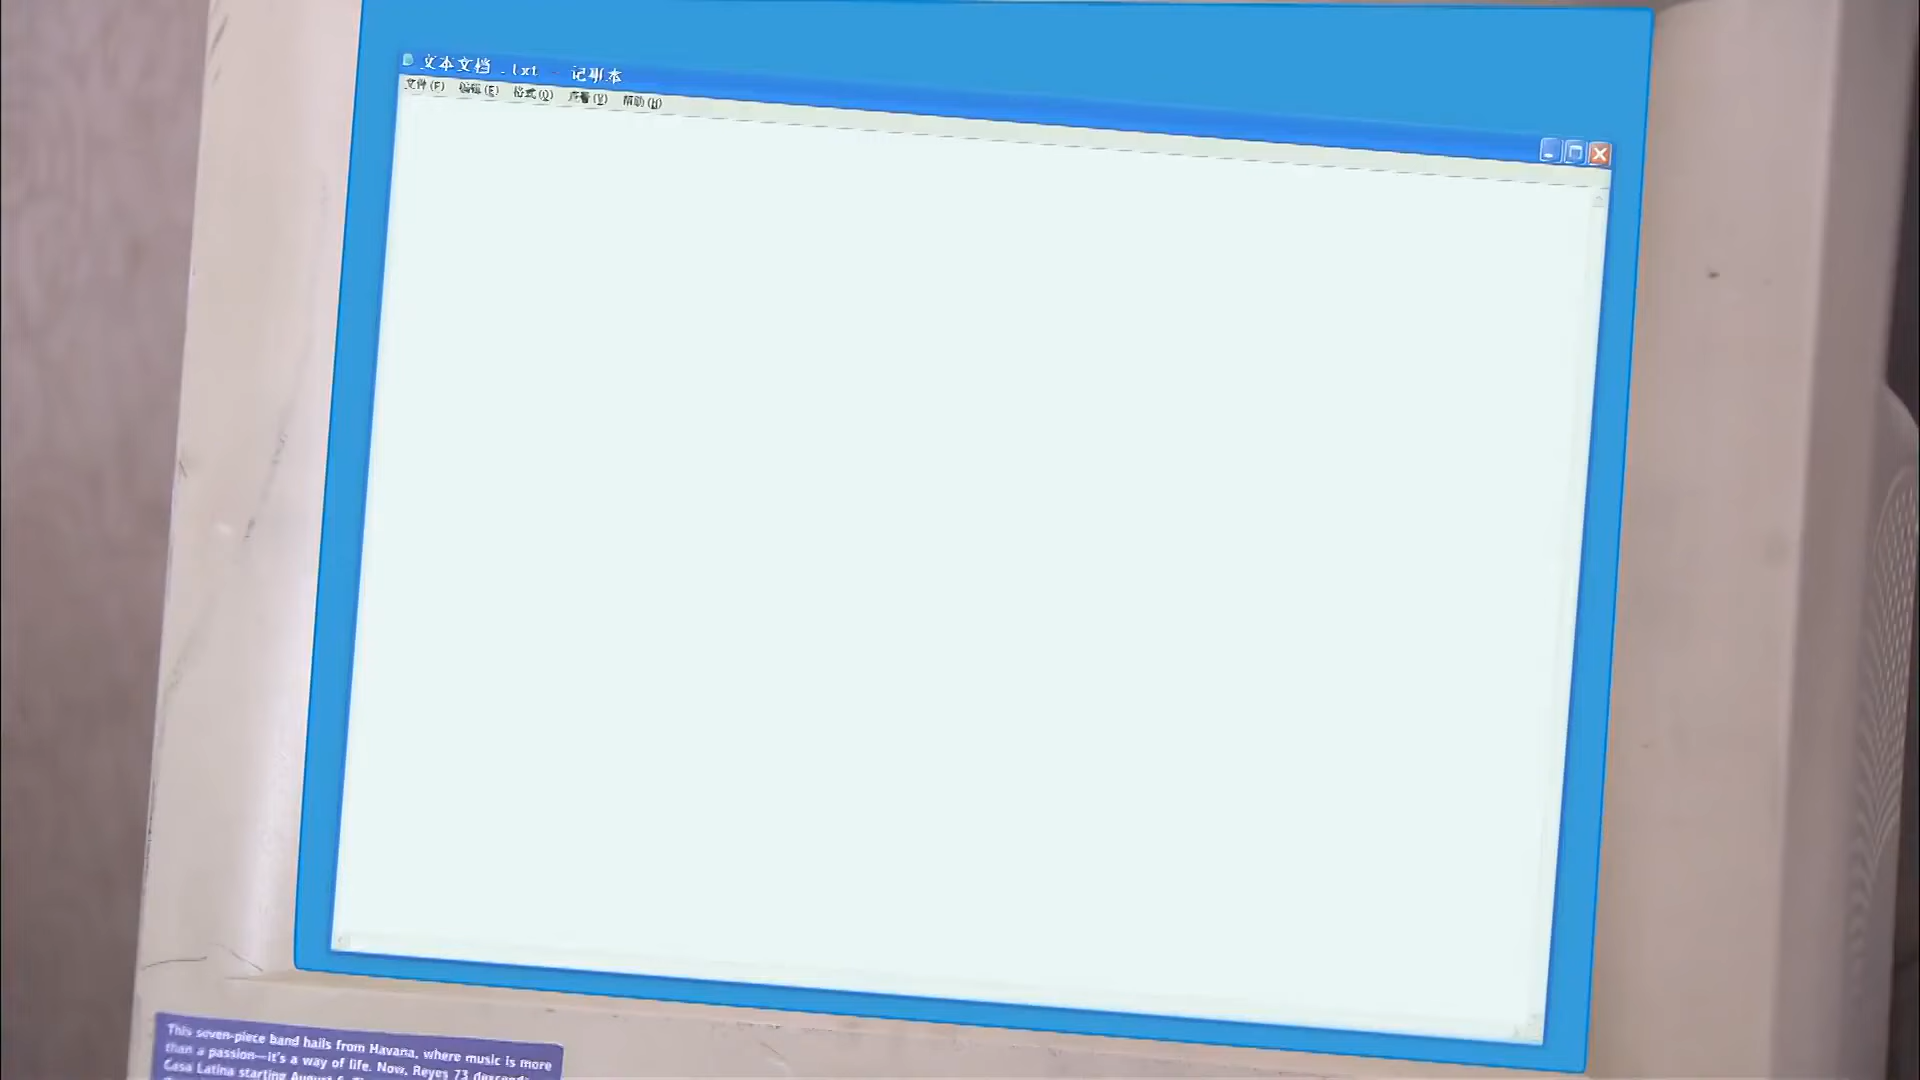 文本文档 .txt - 记事本
文件(F) 编辑(E) 格式(O) 查看(V) 帮助(H)
This seven-piece band hails from Havana, where music is more
than a passion—it's a way of life. Now, Reyes 73
Casa Latina starting August 6.